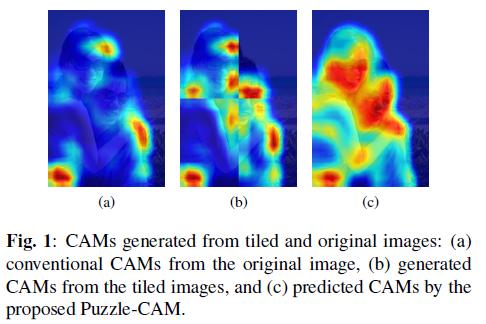 (a)
(b)
(c)
Fig. 1: CAMs generated from tiled and original images: (a)
conventional CAMs from the original image, (b) generated
CAMs from the tiled images, and (c) predicted CAMs by the
proposed Puzzle-CAM.